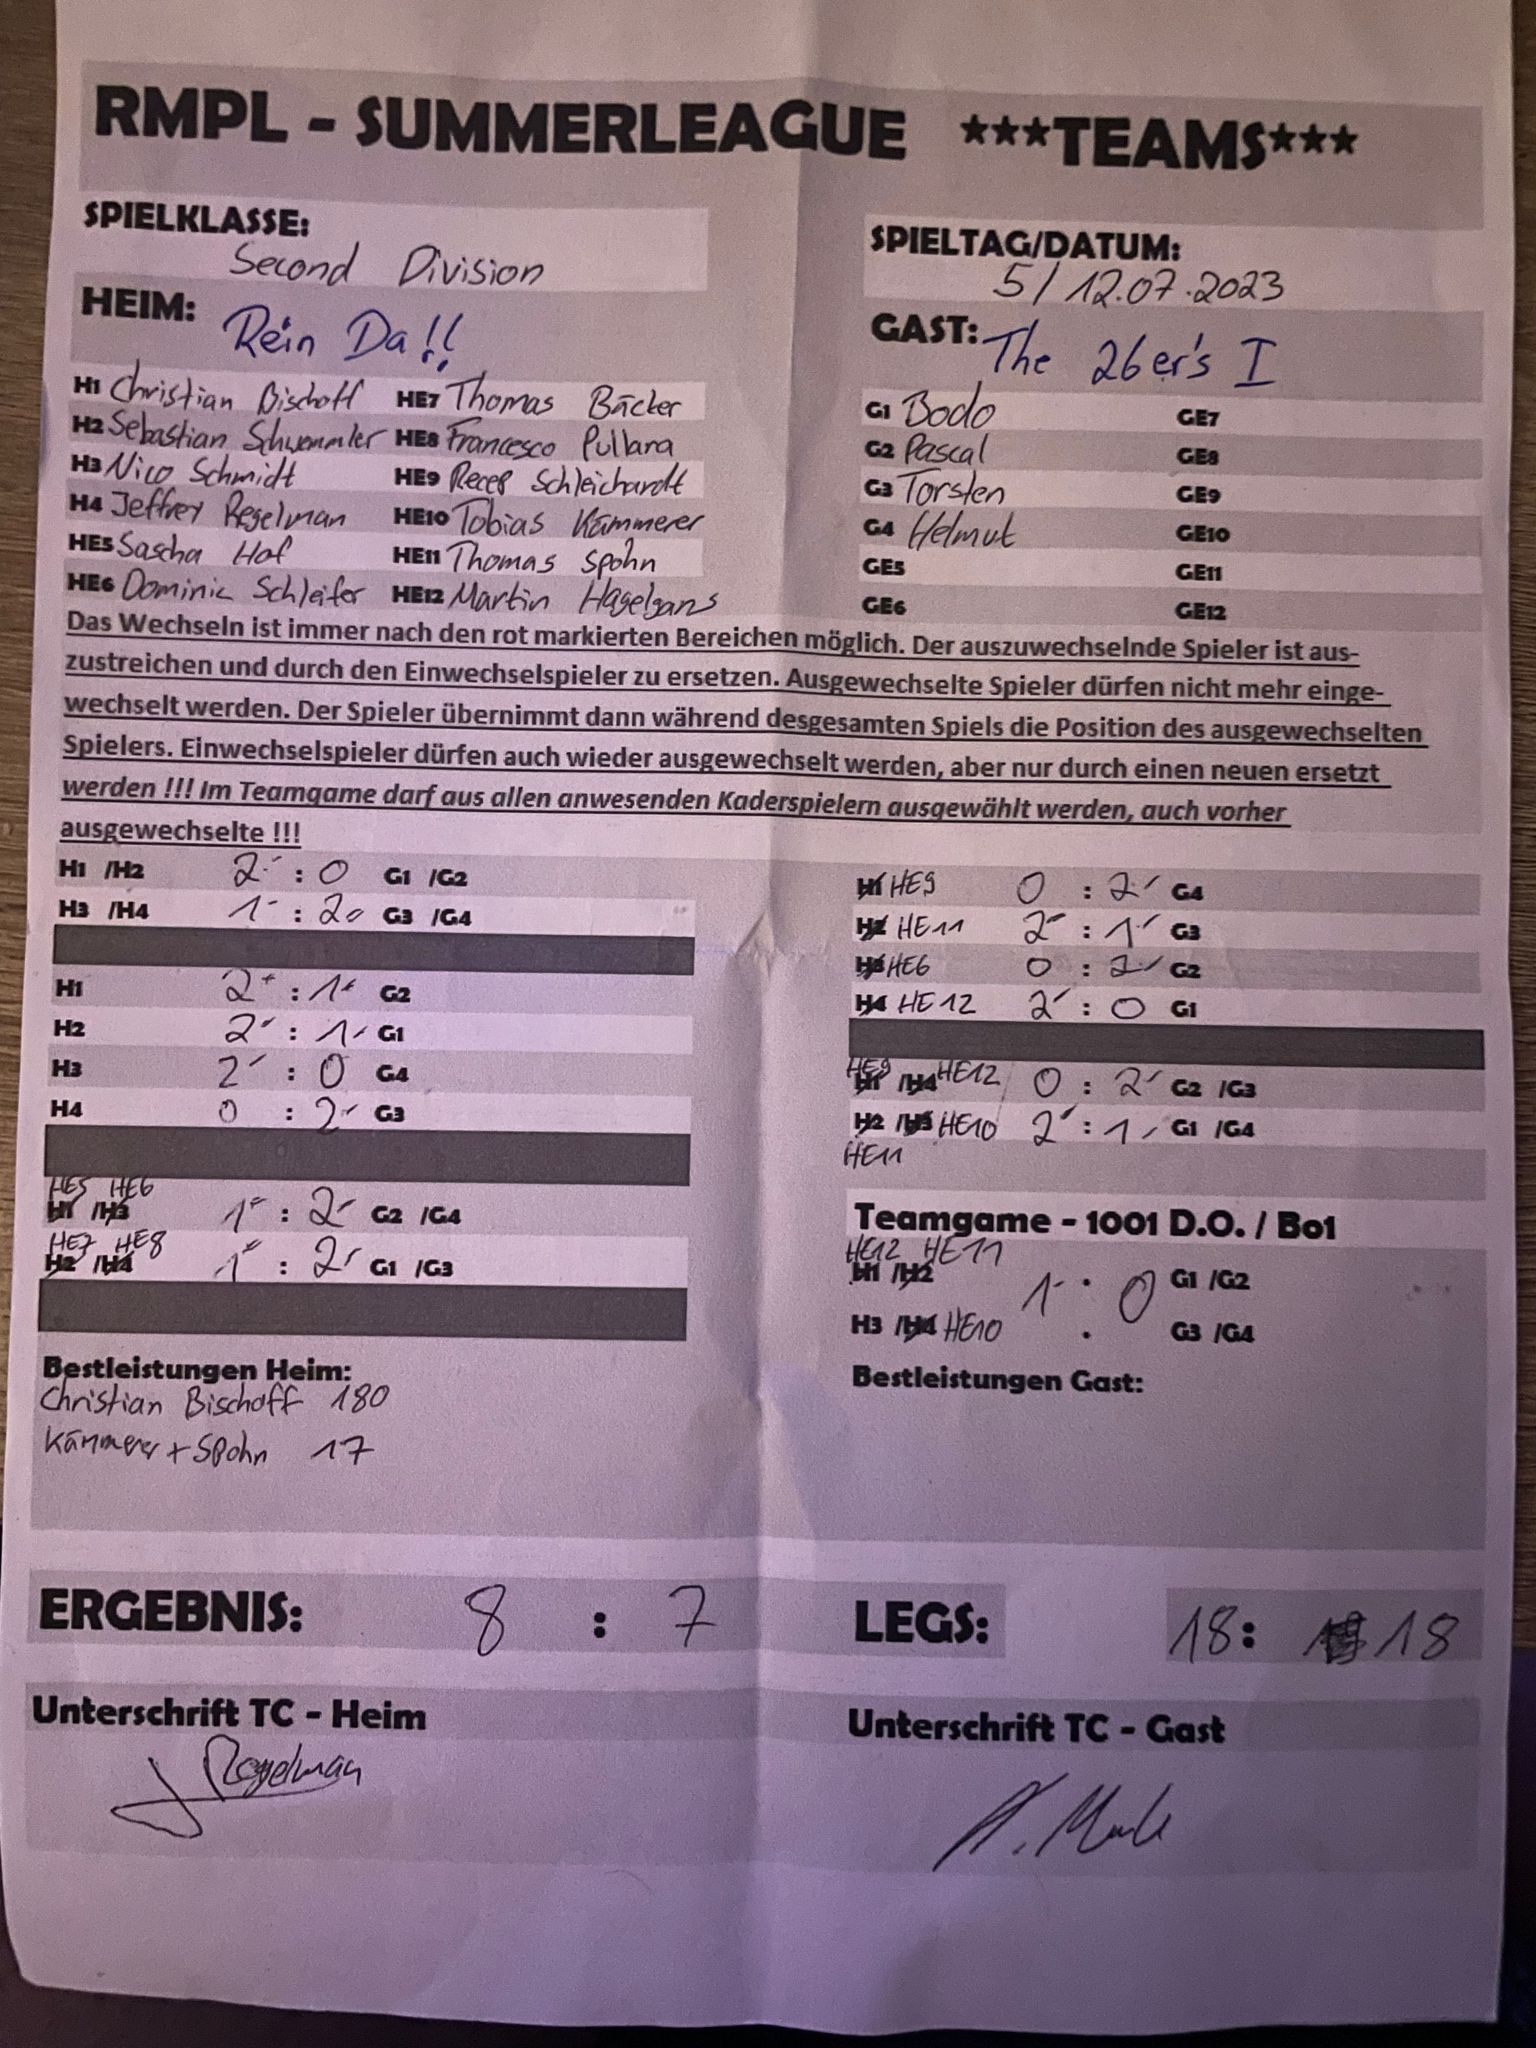 RMPL - SUMMERLEAGUE ***TEAMS***
SPIELKLASSE:
Second Division
SPIELTAG/DATUM:
5/ 12.07.2023
HEIM: Rein Da!!
GAST: The 26er's I
H1 Christian Bischoff HE7 Thomas Bäcker
H2 Sebastian Schwemmler HE8 Francesco Pullara
H3 Nico Schmidt HE9 Recep Schleichardt
H4 Jeffrey Regelman HE10 Tobias Kämmerer
HE5 Sascha Hof HE11 Thomas Spohn
HE6 Dominic Schleifer HE12 Martin Hagelgans
G1 Bodo GE7
G2 Pascal GE8
G3 Torsten GE9
G4 Helmut GE10
GE5 GE11
GE6 GE12
Das Wechseln ist immer nach den rot markierten Bereichen möglich. Der auszuwechselnde Spieler ist aus-
zustreichen und durch den Einwechselspieler zu ersetzen. Ausgewechselte Spieler dürfen nicht mehr einge-
wechselt werden. Der Spieler übernimmt dann während desgesamten Spiels die Position des ausgewechselten
Spielers. Einwechselspieler dürfen auch wieder ausgewechselt werden, aber nur durch einen neuen ersetzt
werden !!! Im Teamgame darf aus allen anwesenden Kaderspielern ausgewählt werden, auch vorher
ausgewechselte !!!
H1 /H2 2 : 0 G1 /G2
H3 /H4 1 : 2 G3 /G4
H1 2 : 1 G2
H2 2 : 1 G1
H3 2 : 0 G4
H4 0 : 2 G3
HE5 HE6
H1 /H3 1 : 2 G2 /G4
HE7 HE8
H2 /H4 1 : 2 G1 /G3
Bestleistungen Heim:
Christian Bischoff 180
Kämmerer + Spohn 17
H1 HE9 0 : 2 G4
H2 HE11 2 : 1 G3
H3 HE6 0 : 2 G2
H4 HE12 2 : 0 G1
HE9 HE12
H1 /H4 0 : 2 G2 /G3
H2 /H3 HE10 2 : 1 G1 /G4
HE11
Teamgame - 1001 D.O. / Bo1
HE12 HE11
H1 /H2 1 : 0 G1 /G2
H3 /H4 HE10 G3 /G4
Bestleistungen Gast:
ERGEBNIS: 8 : 7
LEGS: 18 : 18
Unterschrift TC - Heim
Regelman
Unterschrift TC - Gast